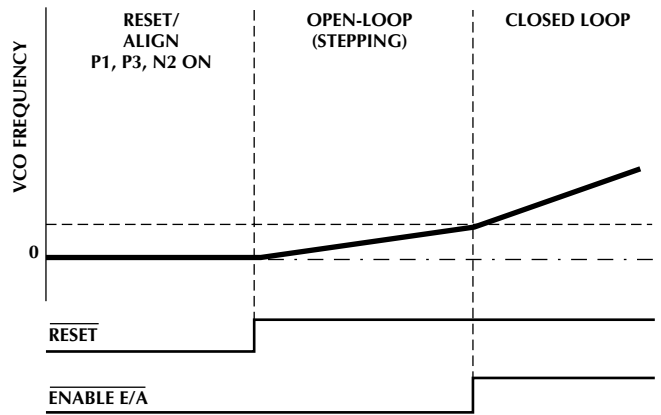 RESET/
ALIGN
P1, P3, N2 ON
OPEN-LOOP
(STEPPING)
CLOSED LOOP
VCO FREQUENCY
0
RESET
ENABLE E/A